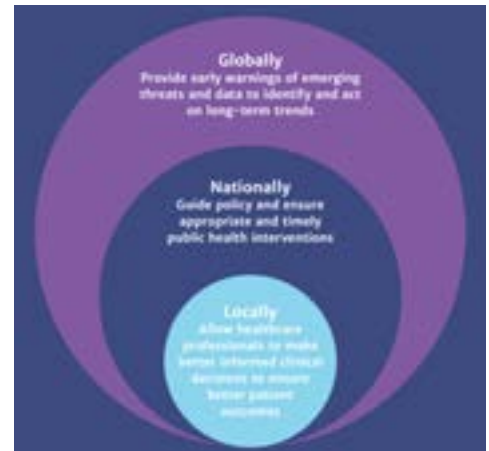 Globally
Provide early warnings of emerging
threats and data to identify and act
on long-term trends
Nationally
Guide policy and ensure
appropriate and timely
public health interventions
Locally
Allow healthcare
professionals to make
better informed clinical
decisions to ensure
better patient
outcomes